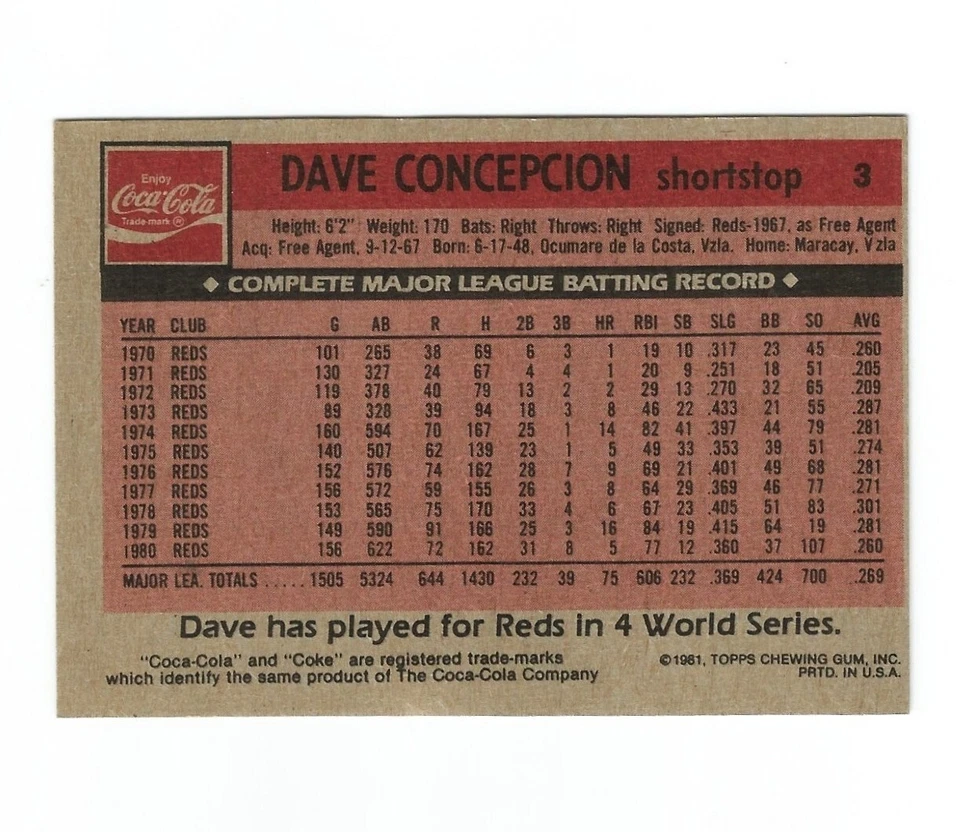 Enjoy
Coca-Cola
Trade-mark ®
DAVE CONCEPCION shortstop 3
Height: 6'2" Weight: 170 Bats: Right Throws: Right Signed: Reds-1967, as Free Agent
Acq: Free Agent, 9-12-67 Born: 6-17-48, Ocumare de la Costa, Vzla. Home: Maracay, Vzla
◆ COMPLETE MAJOR LEAGUE BATTING RECORD ◆
YEAR CLUB G AB R H 2B 3B HR RBI SB SLG BB SO AVG
1970 REDS 101 265 38 69 6 3 1 19 10 .317 23 45 .260
1971 REDS 130 327 24 67 4 4 1 20 9 .251 18 51 .205
1972 REDS 119 378 40 79 13 2 2 29 13 .270 32 65 .209
1973 REDS 89 328 39 94 18 3 8 46 22 .433 21 55 .287
1974 REDS 160 594 70 167 25 1 14 82 41 .397 44 79 .281
1975 REDS 140 507 62 139 23 1 5 49 33 .353 39 51 .274
1976 REDS 152 576 74 162 28 7 9 69 21 .401 49 68 .281
1977 REDS 156 572 59 155 26 3 8 64 29 .369 46 77 .271
1978 REDS 153 565 75 170 33 4 6 67 23 .405 51 83 .301
1979 REDS 149 590 91 166 25 3 16 84 19 .415 64 19 .281
1980 REDS 156 622 72 162 31 8 5 77 12 .360 37 107 .260
MAJOR LEA. TOTALS ..... 1505 5324 644 1430 232 39 75 606 232 .369 424 700 .269
Dave has played for Reds in 4 World Series.
"Coca-Cola" and "Coke" are registered trade-marks
which identify the same product of The Coca-Cola Company
©1981, TOPPS CHEWING GUM, INC.
PRTD. IN U.S.A.